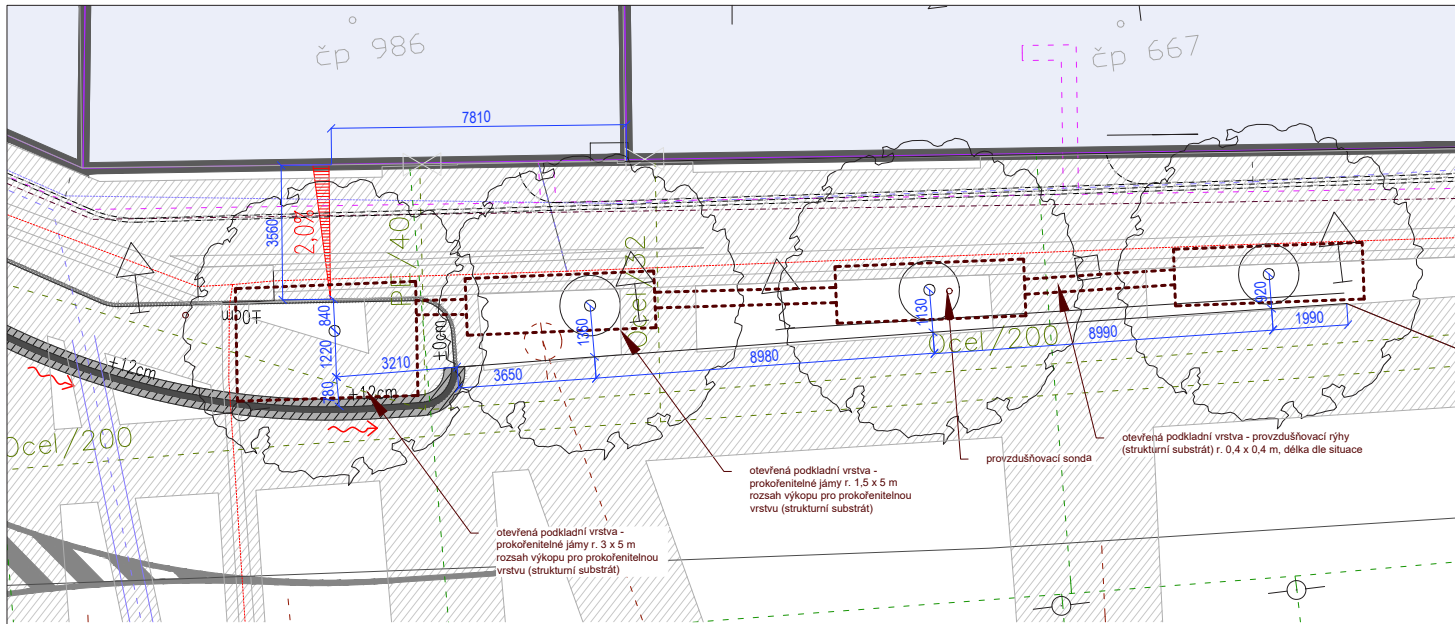 čp 986
čp 667
7810
3560
2,0%
±0cm
±0cm
+12cm
+12cm
840
1220
380
3210
3650
1350
8980
1130
8990
920
1990
Ocel/200
Ocel/200
otevřená podkladní vrstva - provzdušňovací rýhy
(strukturní substrát) r. 0,4 x 0,4 m, délka dle situace
provzdušňovací sonda
otevřená podkladní vrstva -
prokořenitelné jámy r. 1,5 x 5 m
rozsah výkopu pro prokořenitelnou
vrstvu (strukturní substrát)
otevřená podkladní vrstva -
prokořenitelné jámy r. 3 x 5 m
rozsah výkopu pro prokořenitelnou
vrstvu (strukturní substrát)